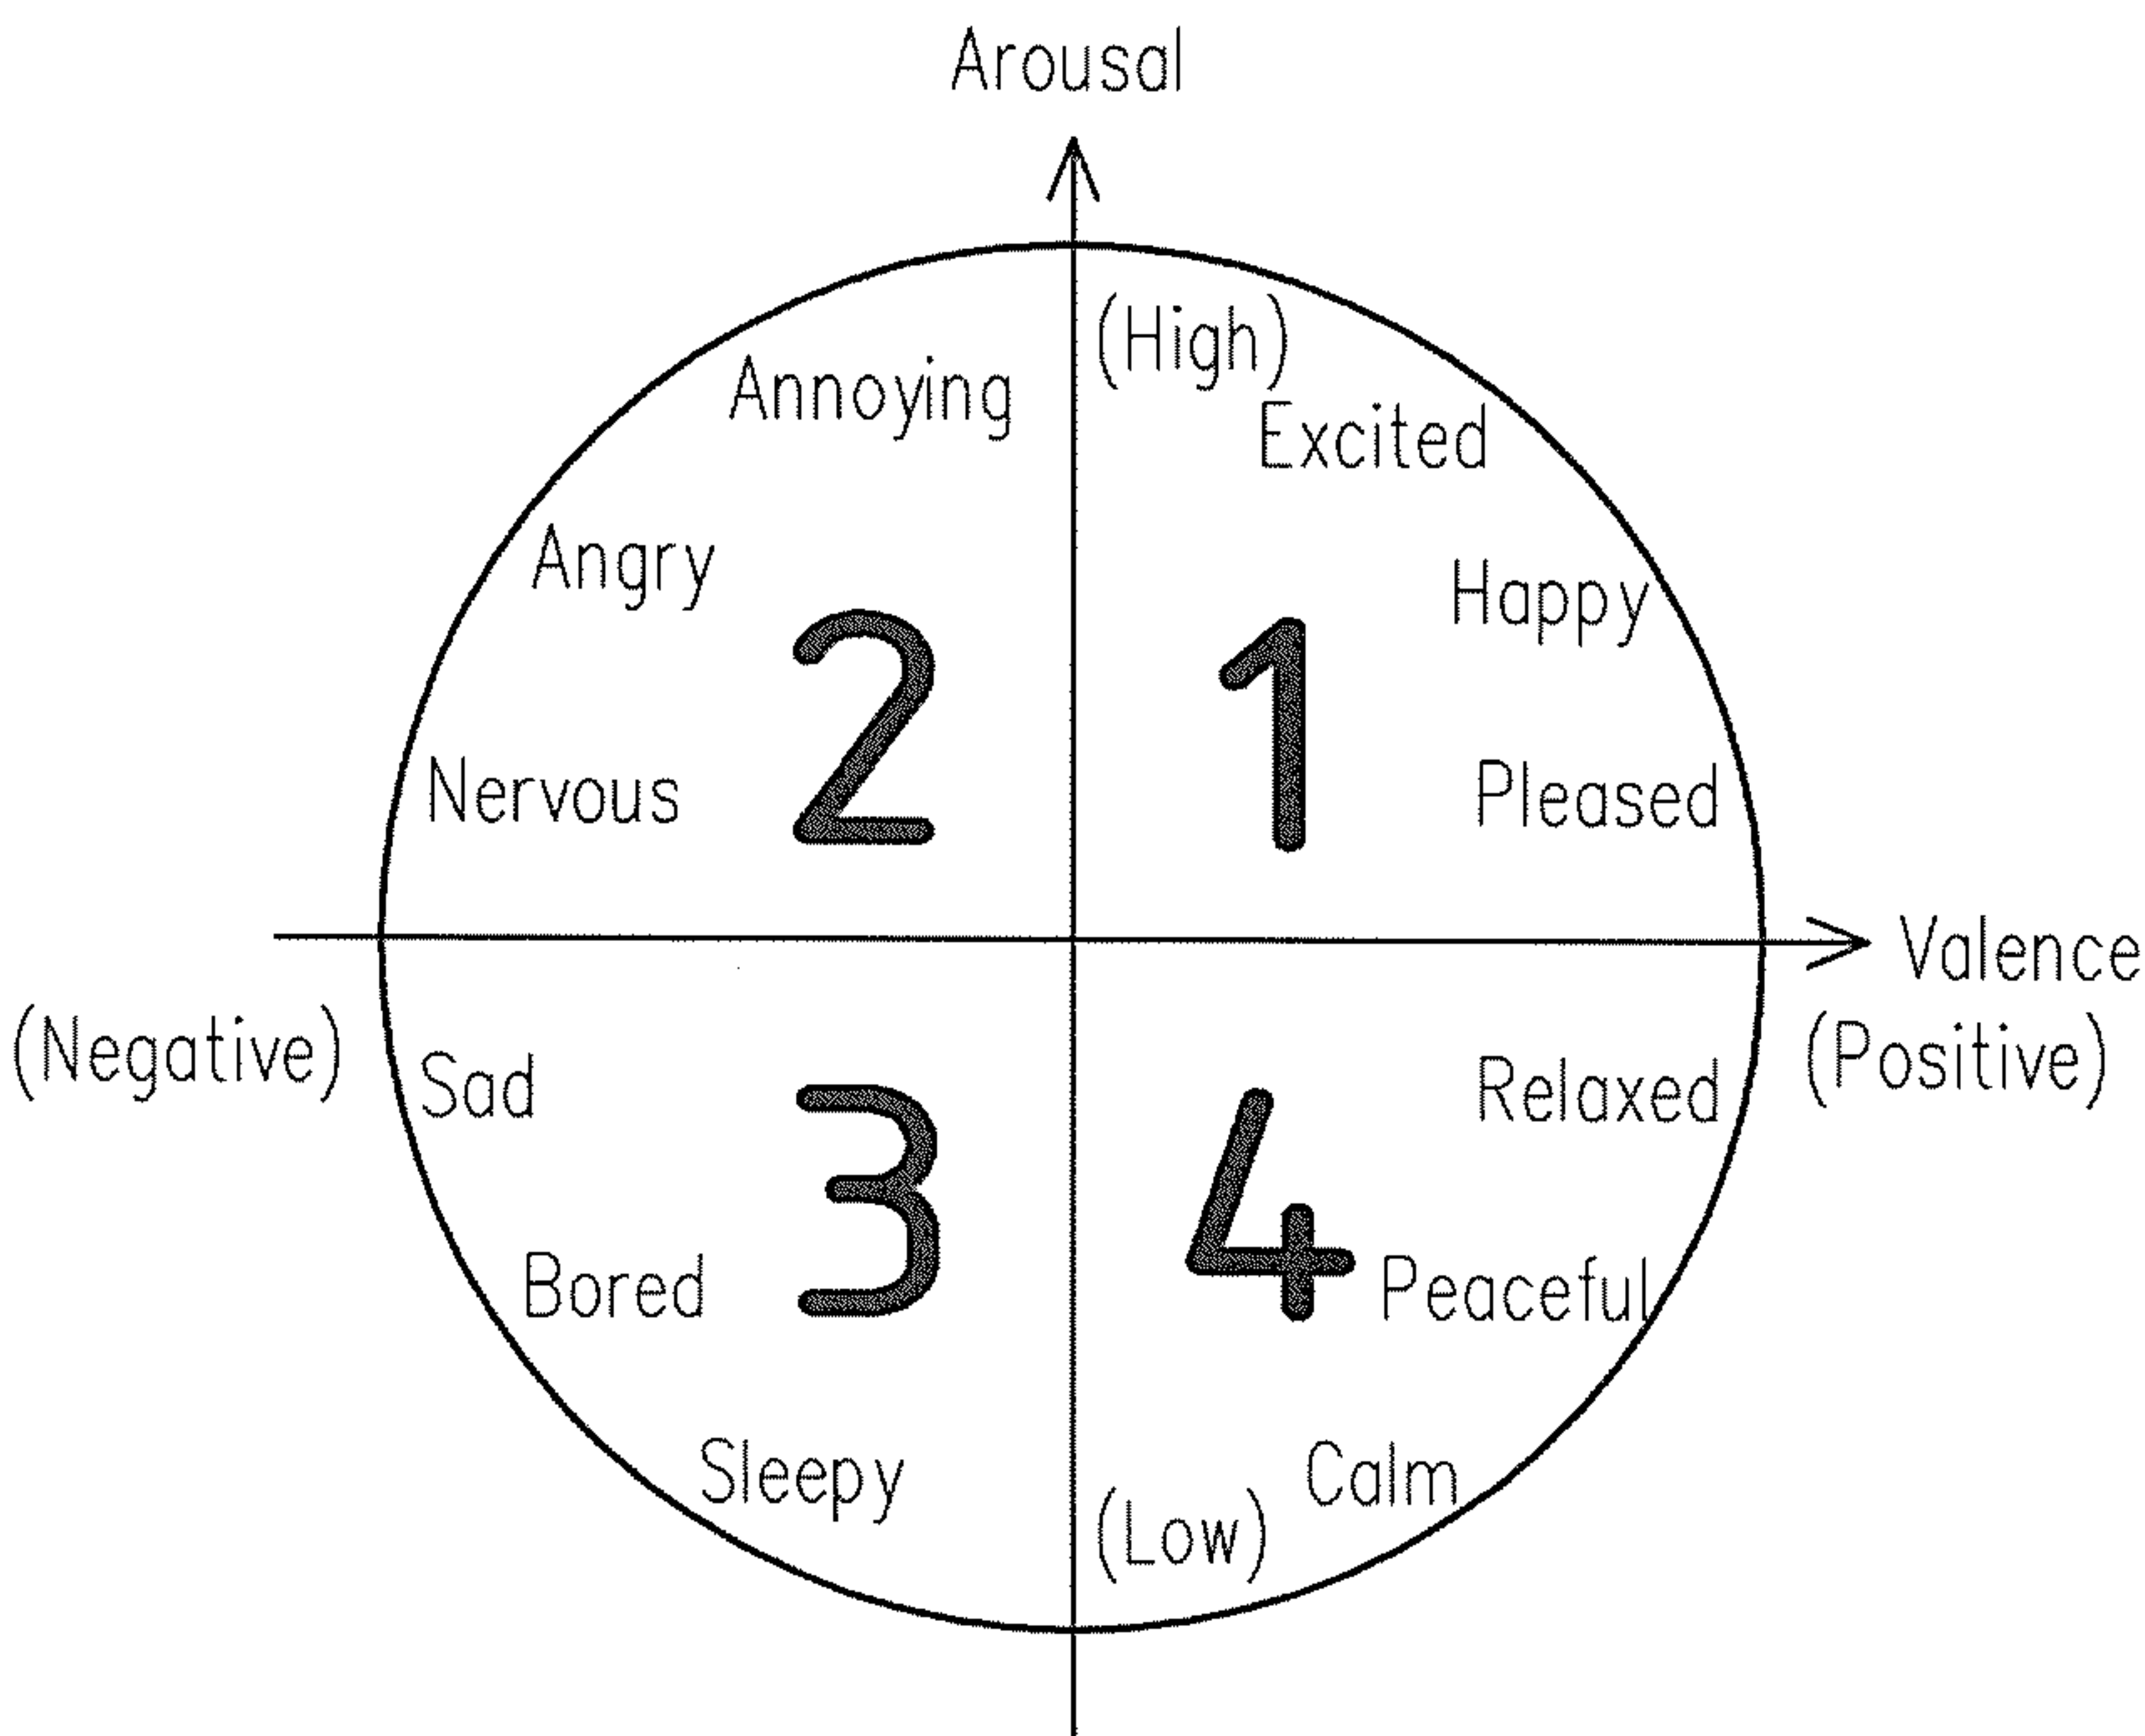 Arousal
(High)
Annoying
Excited
Angry
Happy
2
1
Nervous
Pleased
Valence
(Negative)
(Positive)
Sad
Relaxed
3
4
Bored
Peaceful
Sleepy
Calm
(Low)